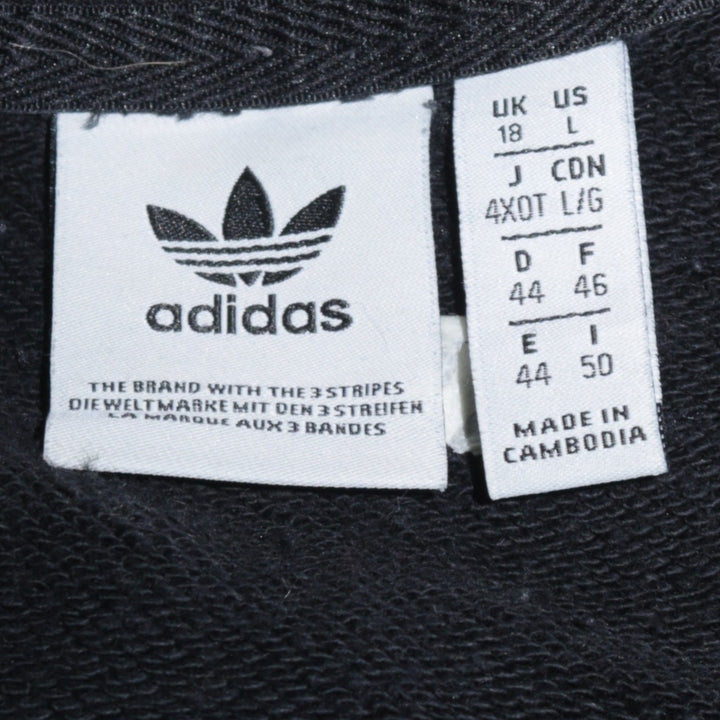 adidas
THE BRAND WITH THE 3 STRIPES
DIE WELTMARKE MIT DEN 3 STREIFEN
LA MARQUE AUX 3 BANDES
UK US
18 L
J CDN
4XOT L/G
D F
44 46
E I
44 50
MADE IN
CAMBODIA